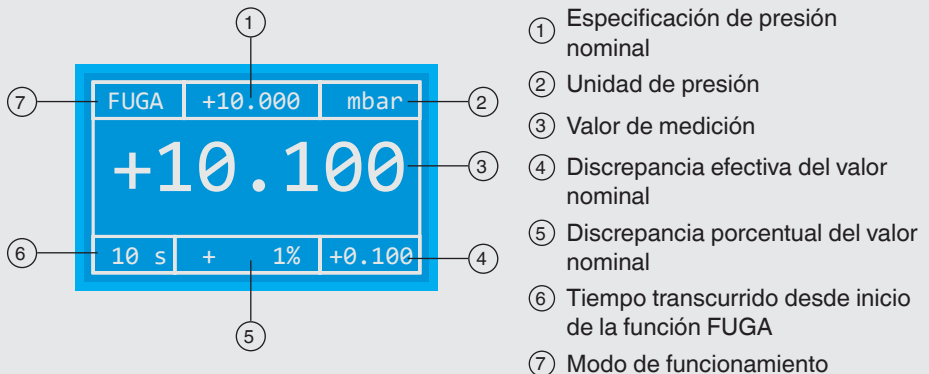 1
7 FUGA +10.000 mbar 2
+10.100 3
6 10 s + 1% +0.100 4
5
1 Especificación de presión
nominal
2 Unidad de presión
3 Valor de medición
4 Discrepancia efectiva del valor
nominal
5 Discrepancia porcentual del valor
nominal
6 Tiempo transcurrido desde inicio
de la función FUGA
7 Modo de funcionamiento